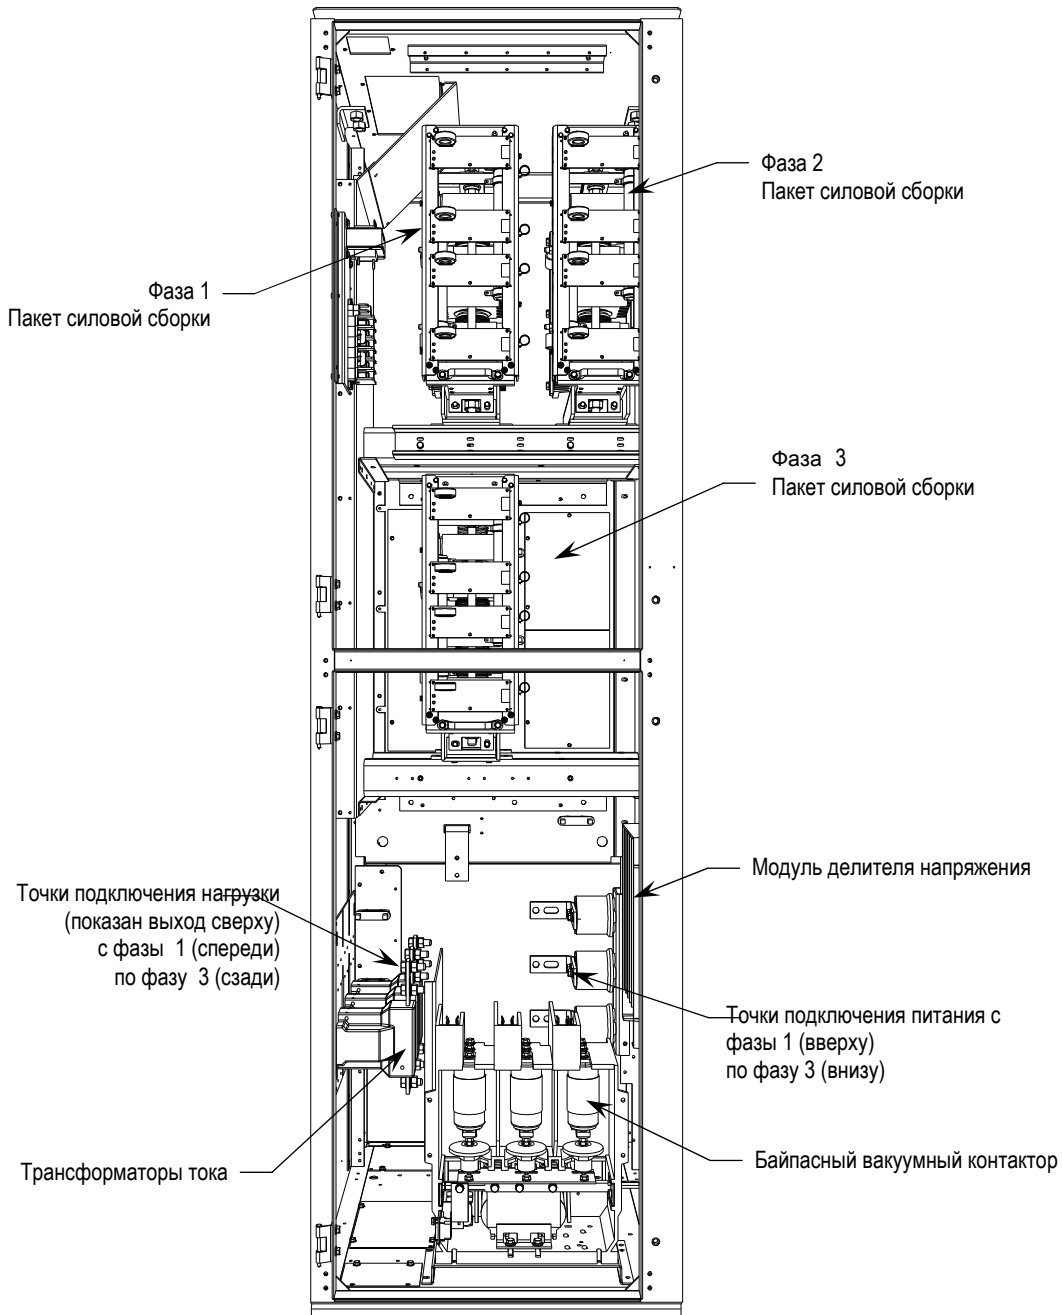 Фаза 2
Пакет силовой сборки
Фаза 1
Пакет силовой сборки
Фаза 3
Пакет силовой сборки
Модуль делителя напряжения
Точки подключения нагрузки
(показан выход сверху)
с фазы 1 (спереди)
по фазу 3 (сзади)
Точки подключения питания с
фазы 1 (вверху)
по фазу 3 (внизу)
Трансформаторы тока
Байпасный вакуумный контактор